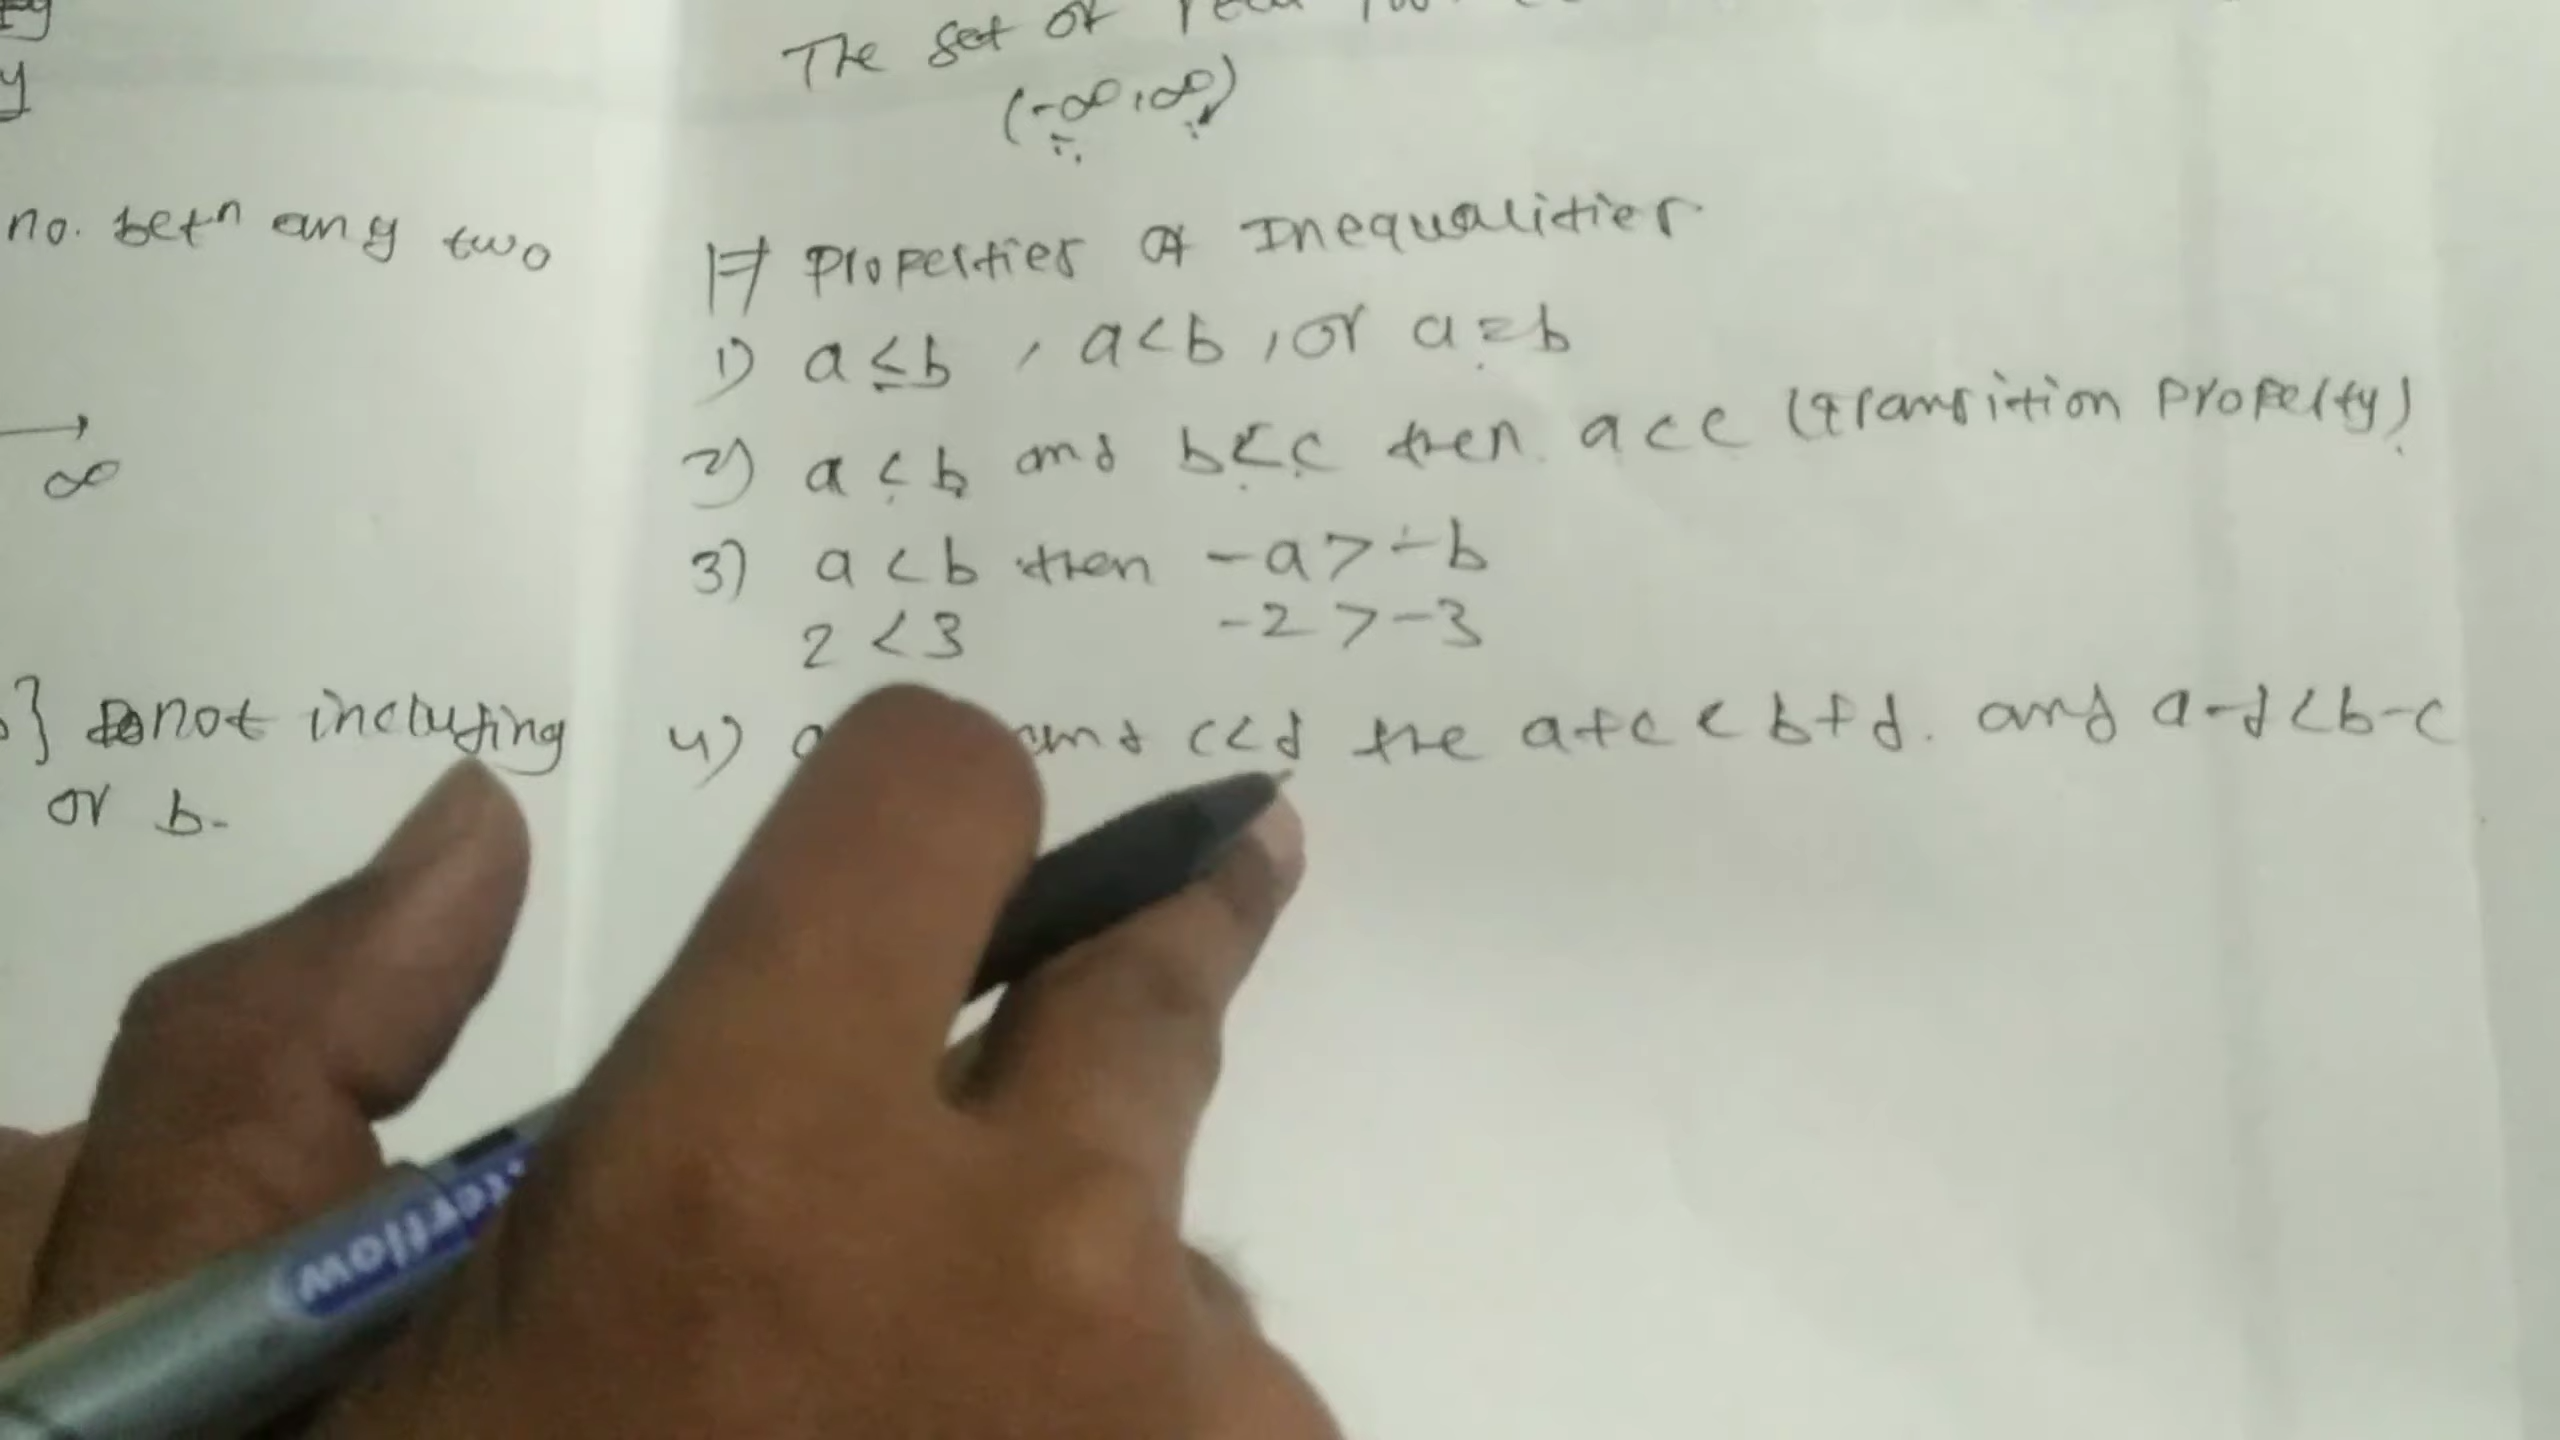 y
no. betn any two
∞
} not including
or b.
The set of
(-∞,∞)
Properties of Inequalities
1) a ≤ b , a < b , or a = b
2) a < b and b < c then a < c (transition property)
3) a < b then -a > -b
2 < 3 -2 > -3
4) a and c < d the a + c < b + d. and a - d < b - c
rexflow